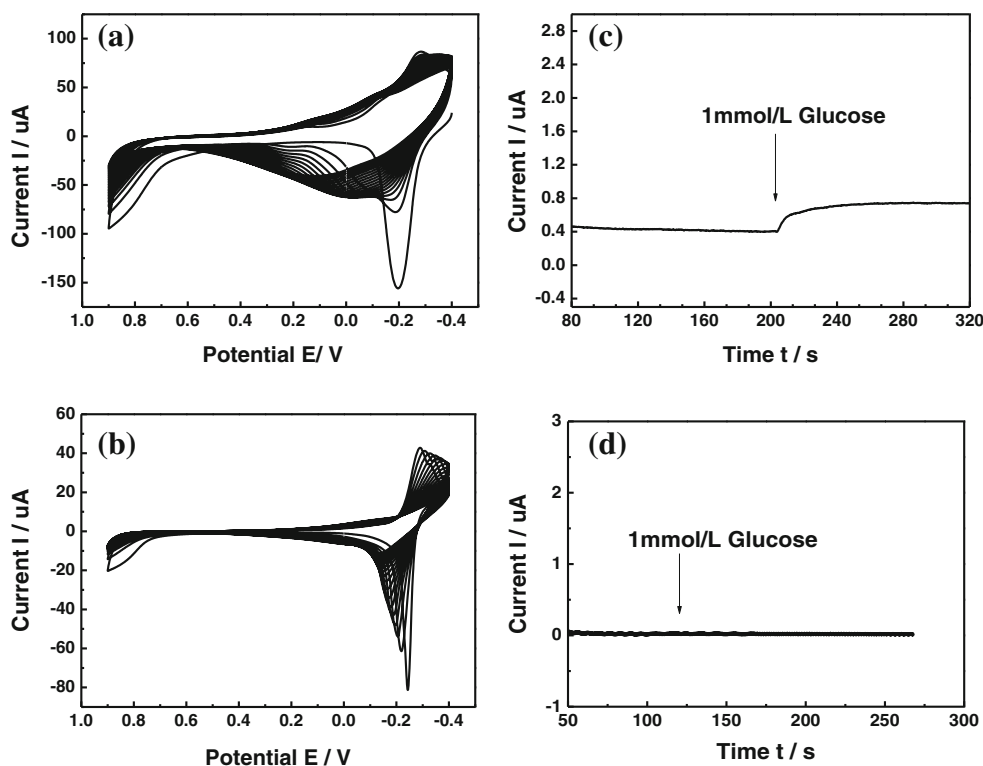 (a)
Current I / uA
100
50
0
-50
-100
-150
1.0 0.8 0.6 0.4 0.2 0.0 -0.2 -0.4
Potential E/ V
(c)
Current I / uA
2.8
2.4
2.0
1.6
1.2
0.8
0.4
0.0
-0.4
1mmol/L Glucose
80 120 160 200 240 280 320
Time t / s
(b)
Current I / uA
60
40
20
0
-20
-40
-60
-80
1.0 0.8 0.6 0.4 0.2 0.0 -0.2 -0.4
Potential E / V
(d)
Current I / uA
3
2
1
0
-1
1mmol/L Glucose
50 100 150 200 250 300
Time t / s